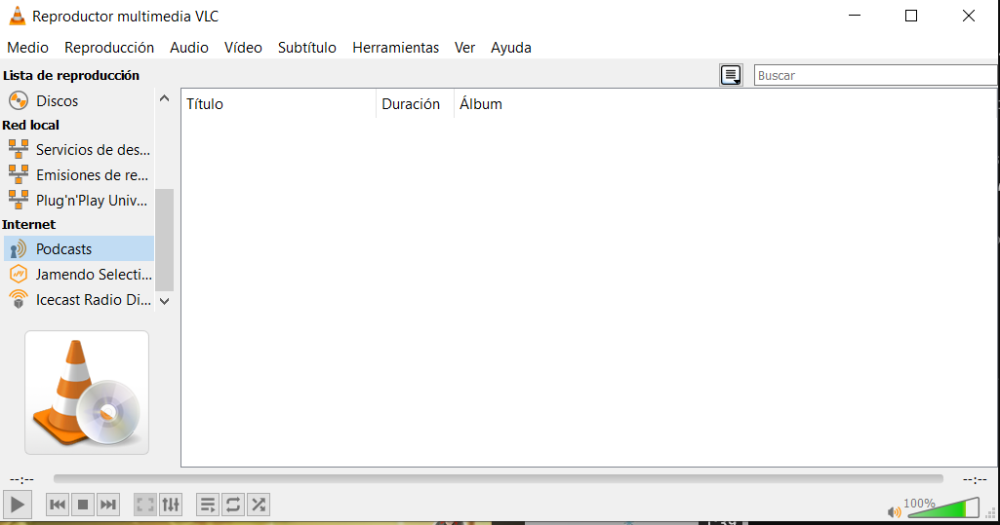 Reproductor multimedia VLC
Medio Reproducción Audio Vídeo Subtítulo Herramientas Ver Ayuda
Lista de reproducción
Buscar
Discos
Título Duración Álbum
Red local
Servicios de des...
Emisiones de re...
Plug'n'Play Univ...
Internet
Podcasts
Jamendo Selecti...
Icecast Radio Di...
--:-- --:--
100%